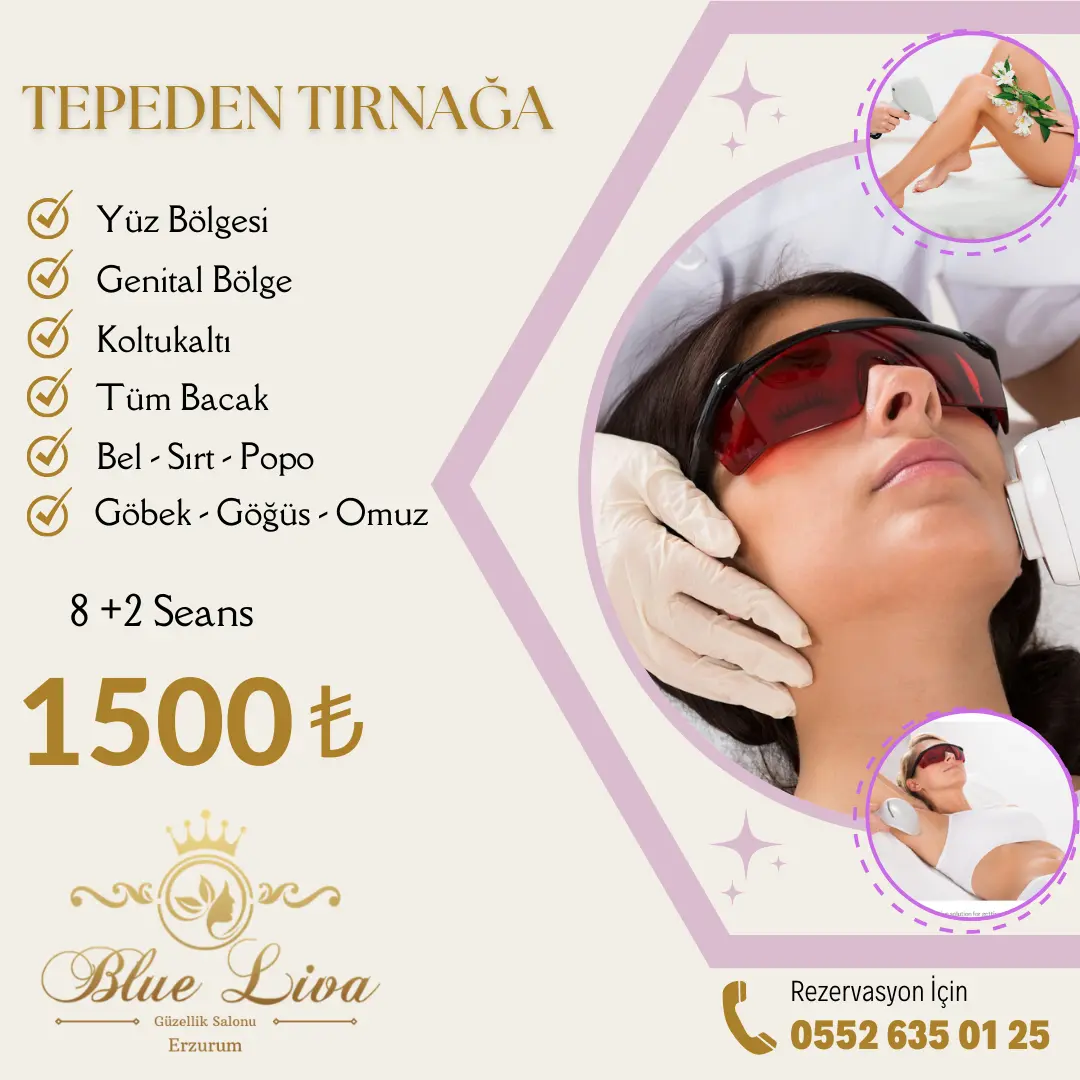 TEPEDEN TIRNAĞA
Yüz Bölgesi
Genital Bölge
Koltukaltı
Tüm Bacak
Bel - Sırt - Popo
Göbek - Göğüs - Omuz
8 +2 Seans
1500 ₺
Blue Liva
Güzellik Salonu
Erzurum
Rezervasyon İçin
0552 635 01 25